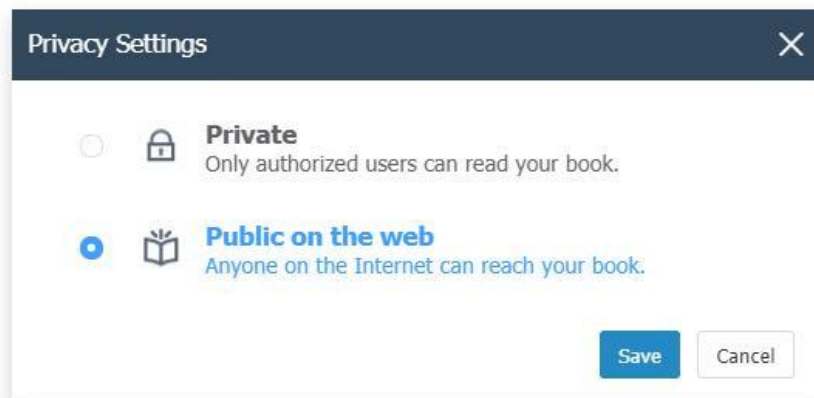 Privacy Settings
Private
Only authorized users can read your book.
Public on the web
Anyone on the Internet can reach your book.
Save Cancel